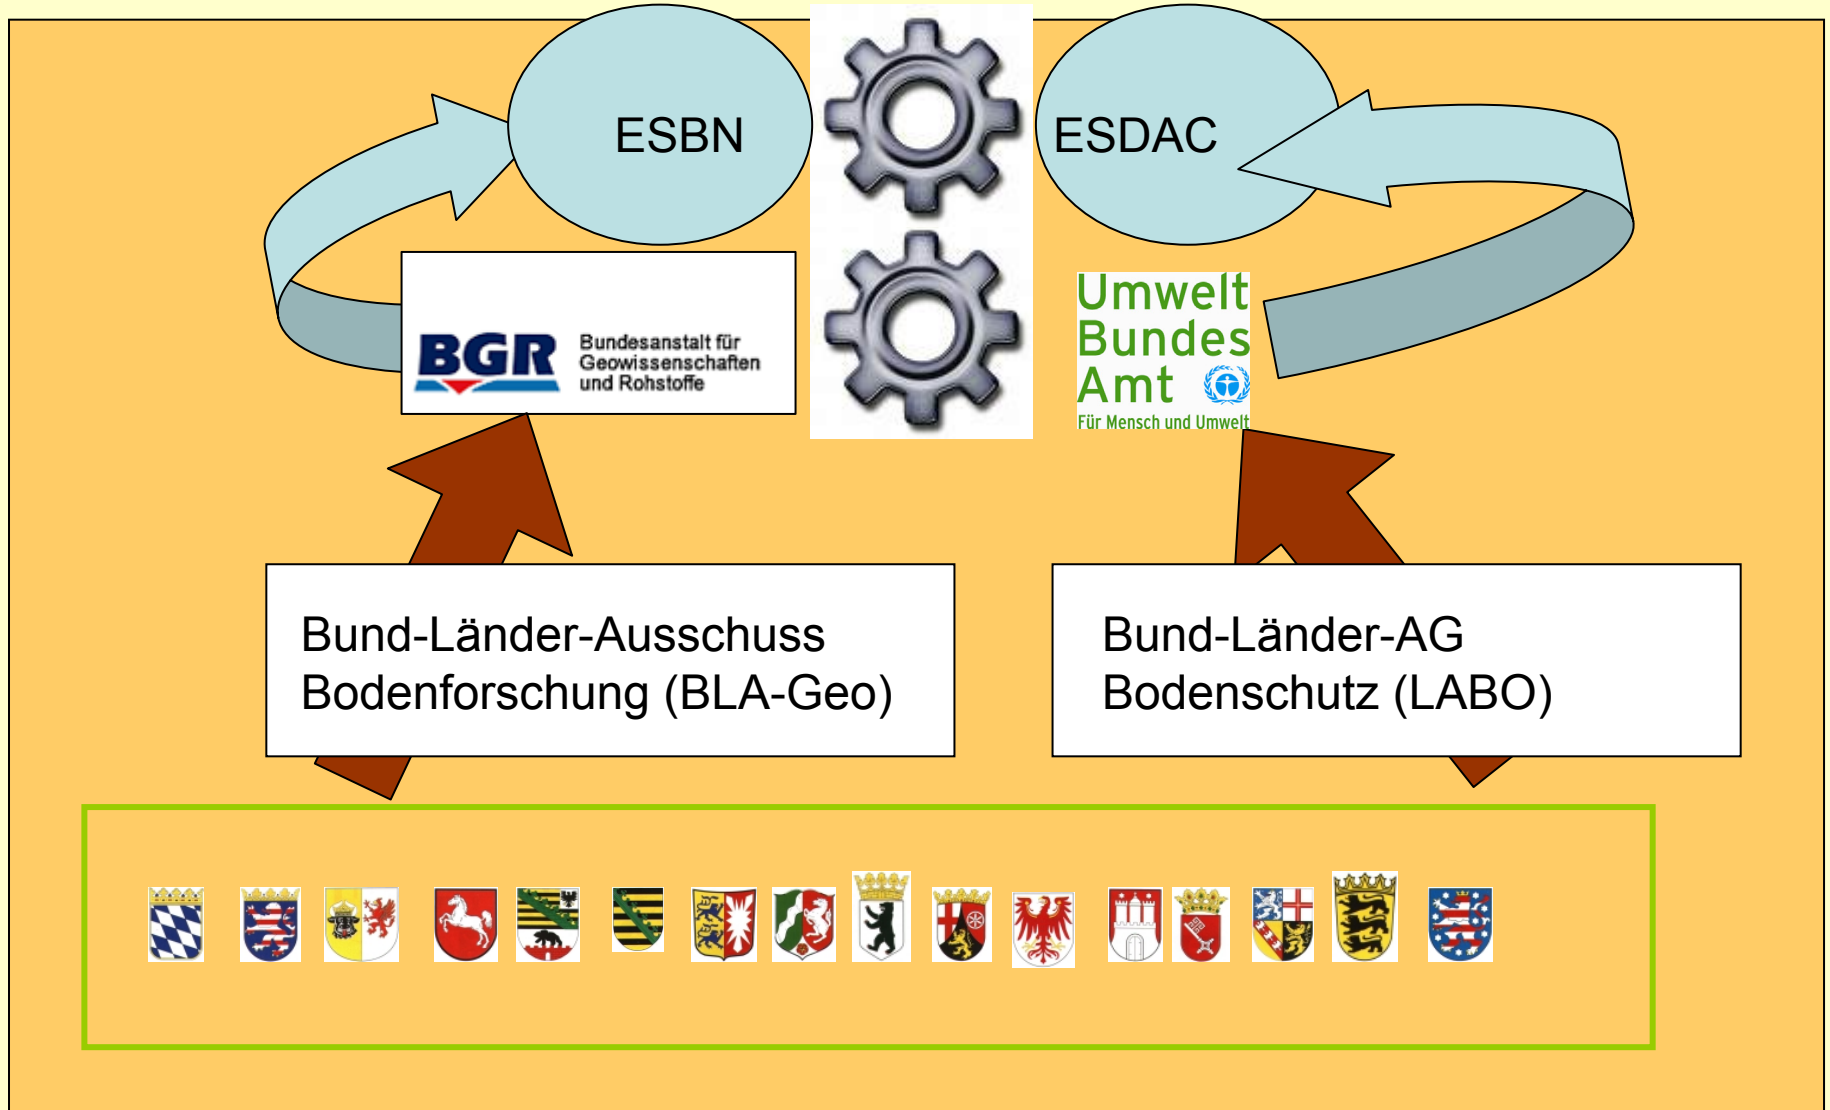 ESBN
ESDAC
BGR
Bundesanstalt für
Geowissenschaften
und Rohstoffe
Umwelt
Bundes
Amt
Für Mensch und Umwelt
Bund-Länder-Ausschuss
Bodenforschung (BLA-Geo)
Bund-Länder-AG
Bodenschutz (LABO)